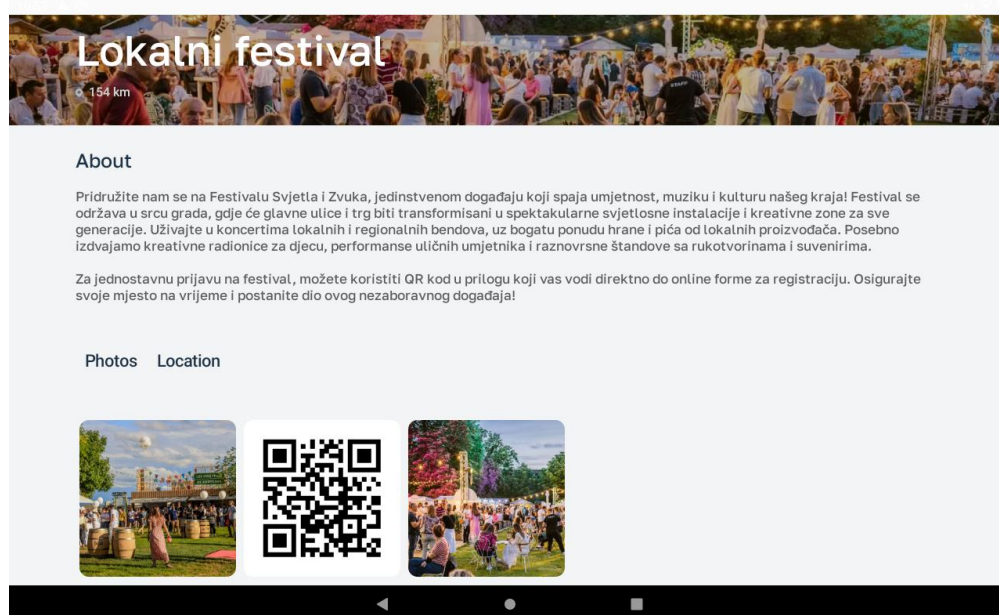 Lokalni festival
154 km
About
Pridružite nam se na Festivalu Svjetla i Zvuka, jedinstvenom događaju koji spaja umjetnost, muziku i kulturu našeg kraja! Festival se
održava u srcu grada, gdje će glavne ulice i trg biti transformisani u spektakularne svjetlosne instalacije i kreativne zone za sve
generacije. Uživajte u koncertima lokalnih i regionalnih bendova, uz bogatu ponudu hrane i pića od lokalnih proizvođača. Posebno
izdvajamo kreativne radionice za djecu, performanse uličnih umjetnika i raznovrsne štandove sa rukotvorinama i suvenirima.
Za jednostavnu prijavu na festival, možete koristiti QR kod u prilogu koji vas vodi direktno do online forme za registraciju. Osigurajte
svoje mjesto na vrijeme i postanite dio ovog nezaboravnog događaja!
Photos Location
STAFF